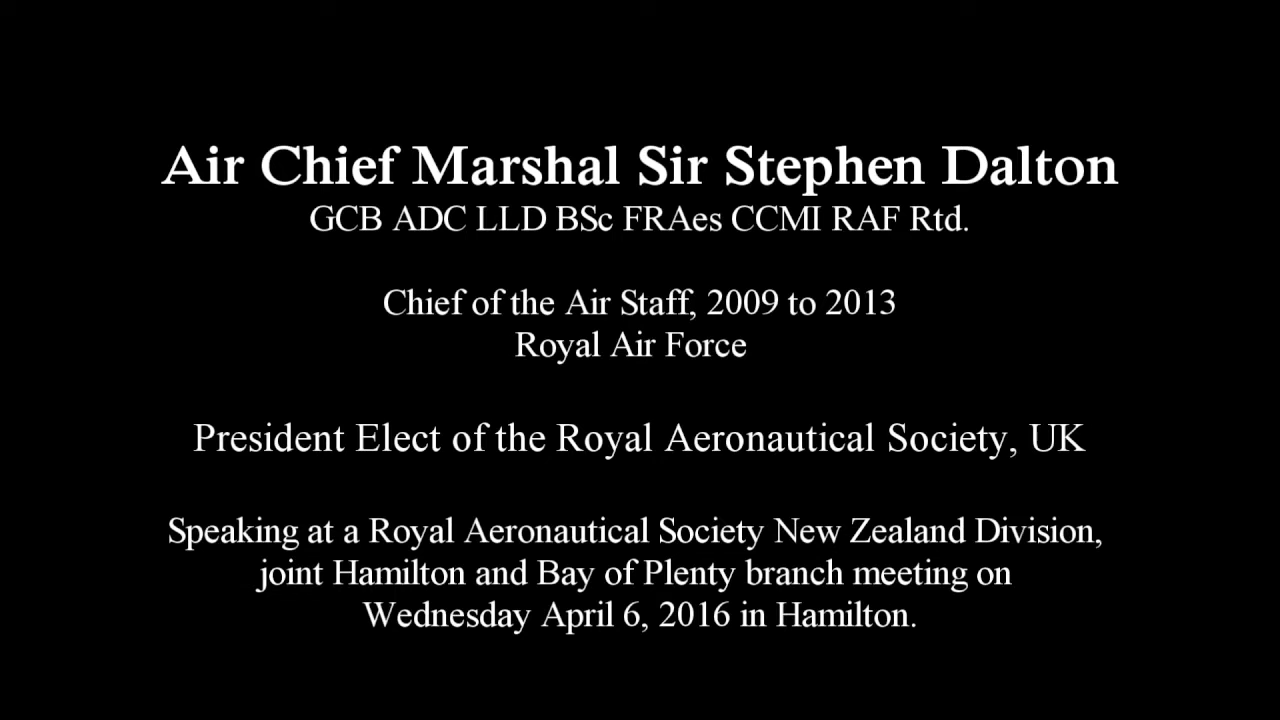 Air Chief Marshal Sir Stephen Dalton
GCB ADC LLD BSc FRAes CCMI RAF Rtd.
Chief of the Air Staff, 2009 to 2013
Royal Air Force
President Elect of the Royal Aeronautical Society, UK
Speaking at a Royal Aeronautical Society New Zealand Division,
joint Hamilton and Bay of Plenty branch meeting on
Wednesday April 6, 2016 in Hamilton.